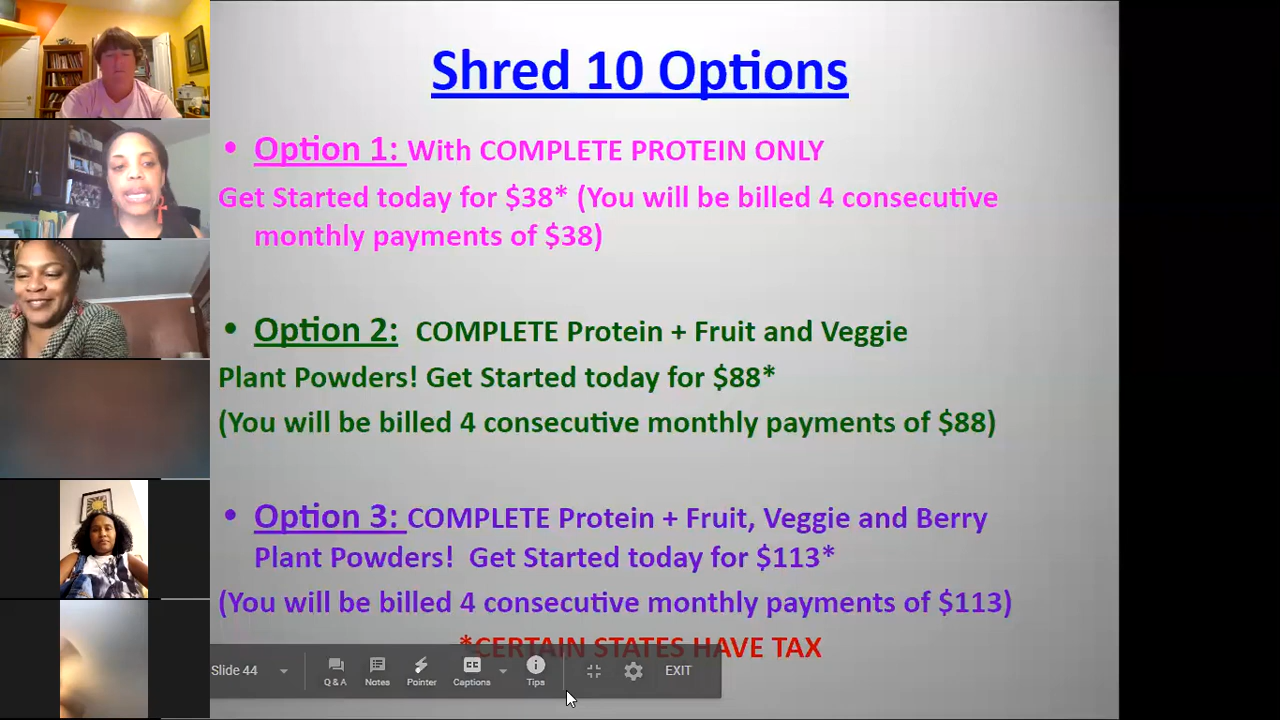 Shred 10 Options
• Option 1: With COMPLETE PROTEIN ONLY
Get Started today for $38* (You will be billed 4 consecutive
monthly payments of $38)
• Option 2: COMPLETE Protein + Fruit and Veggie
Plant Powders! Get Started today for $88*
(You will be billed 4 consecutive monthly payments of $88)
• Option 3: COMPLETE Protein + Fruit, Veggie and Berry
Plant Powders! Get Started today for $113*
(You will be billed 4 consecutive monthly payments of $113)
*CERTAIN STATES HAVE TAX
Slide 44
Q & A
Notes
Pointer
CC
Captions
Tips
EXIT